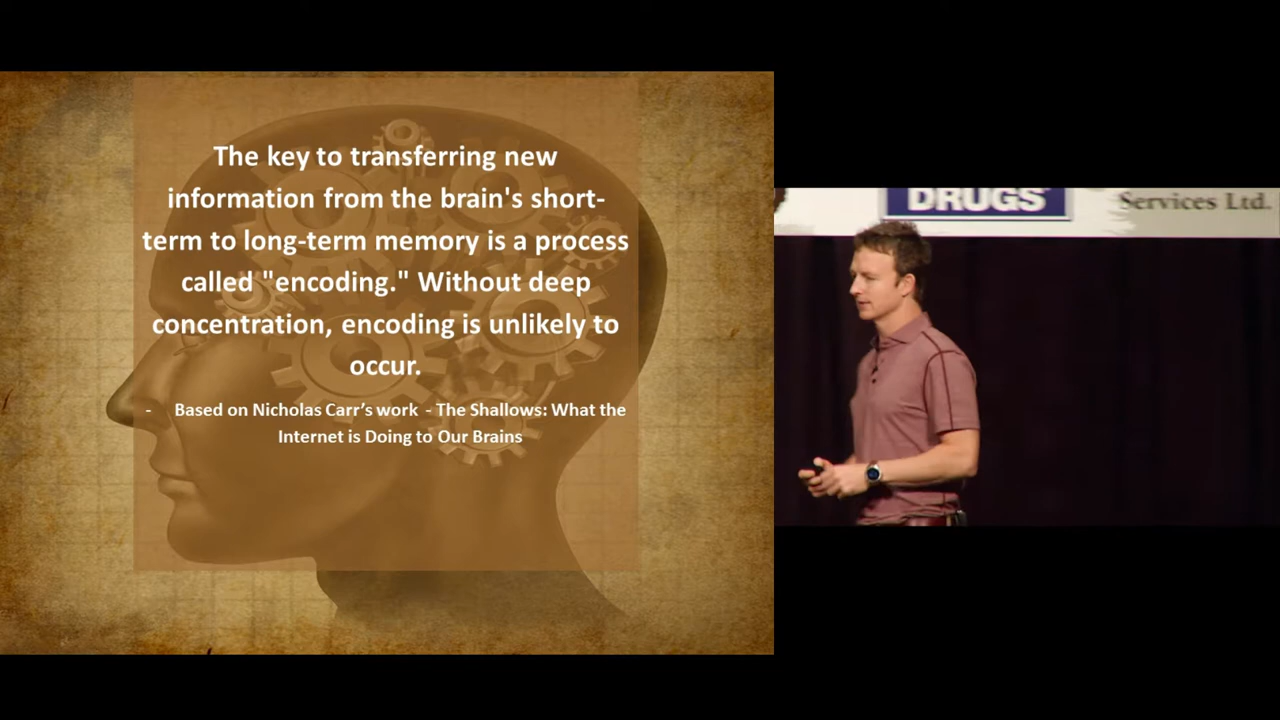 The key to transferring new
information from the brain's short-
term to long-term memory is a process
called "encoding." Without deep
concentration, encoding is unlikely to
occur.
- Based on Nicholas Carr’s work - The Shallows: What the
Internet is Doing to Our Brains
DRUGS
Services Ltd.